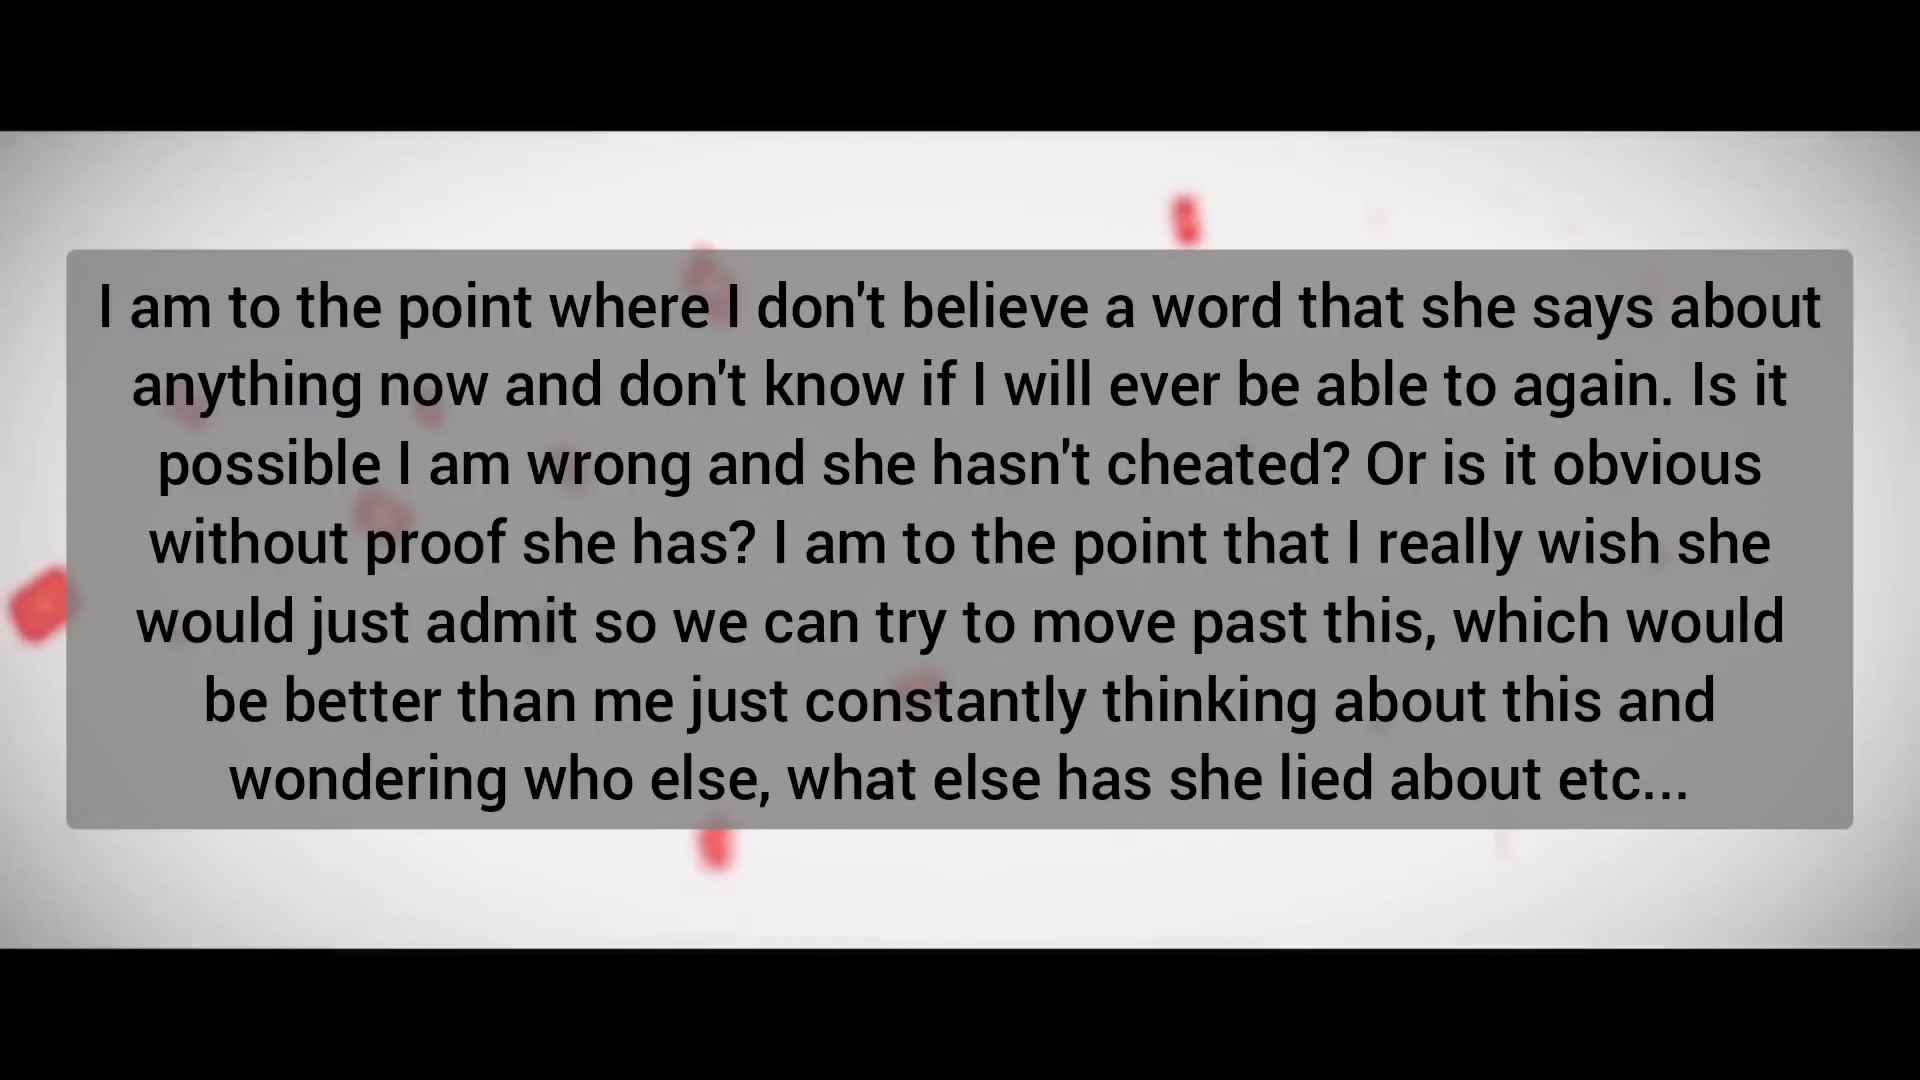 I am to the point where I don't believe a word that she says about
anything now and don't know if I will ever be able to again. Is it
possible I am wrong and she hasn't cheated? Or is it obvious
without proof she has? I am to the point that I really wish she
would just admit so we can try to move past this, which would
be better than me just constantly thinking about this and
wondering who else, what else has she lied about etc...